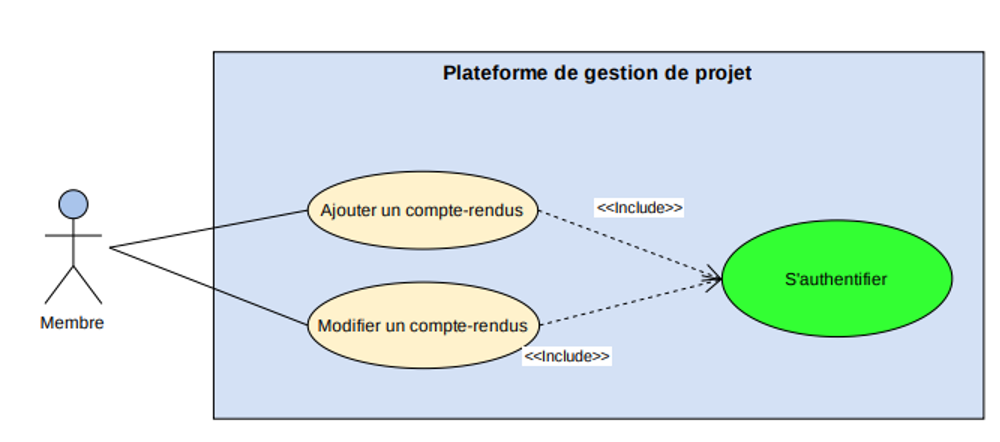 Plateforme de gestion de projet
Ajouter un compte-rendus
<<Include>>
S'authentifier
Membre
Modifier un compte-rendus
<<Include>>